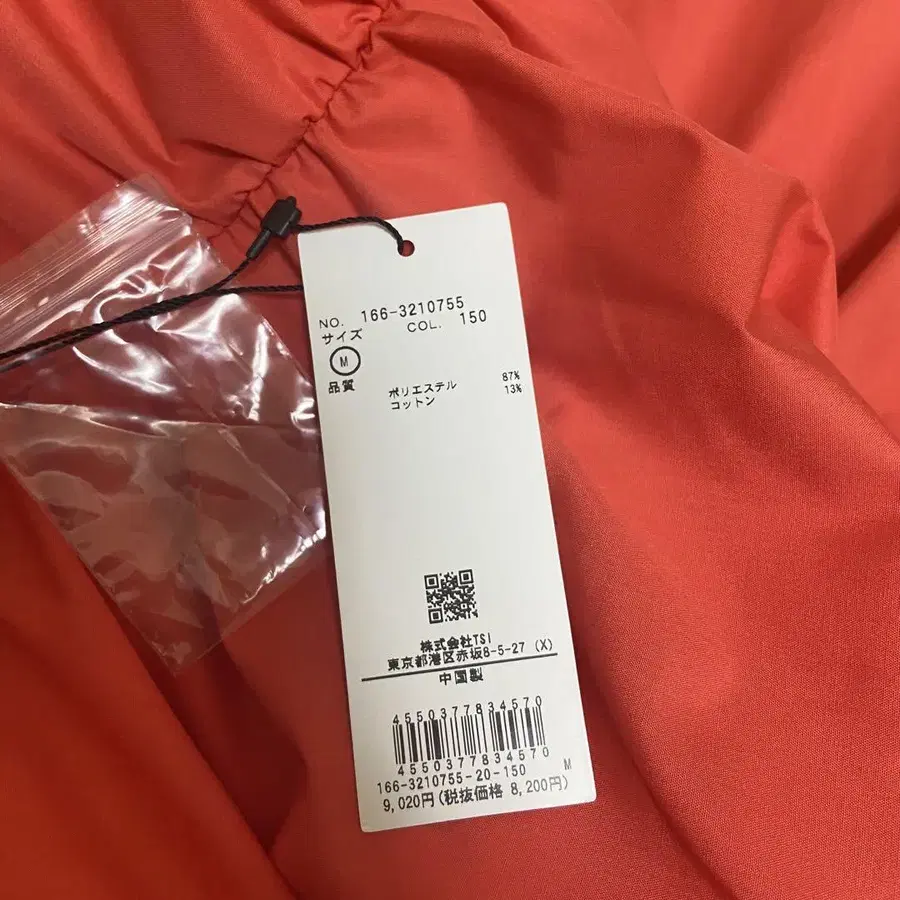 NO. 166-3210755
サイズ COL. 150
M
品質 ポリエステル 87%
コットン 13%
株式会社TSI
東京都港区赤坂8-5-27 (X)
中国製
4550377834570
4550377834570
166-3210755-20-150 M
9,020円(税抜価格 8,200円)